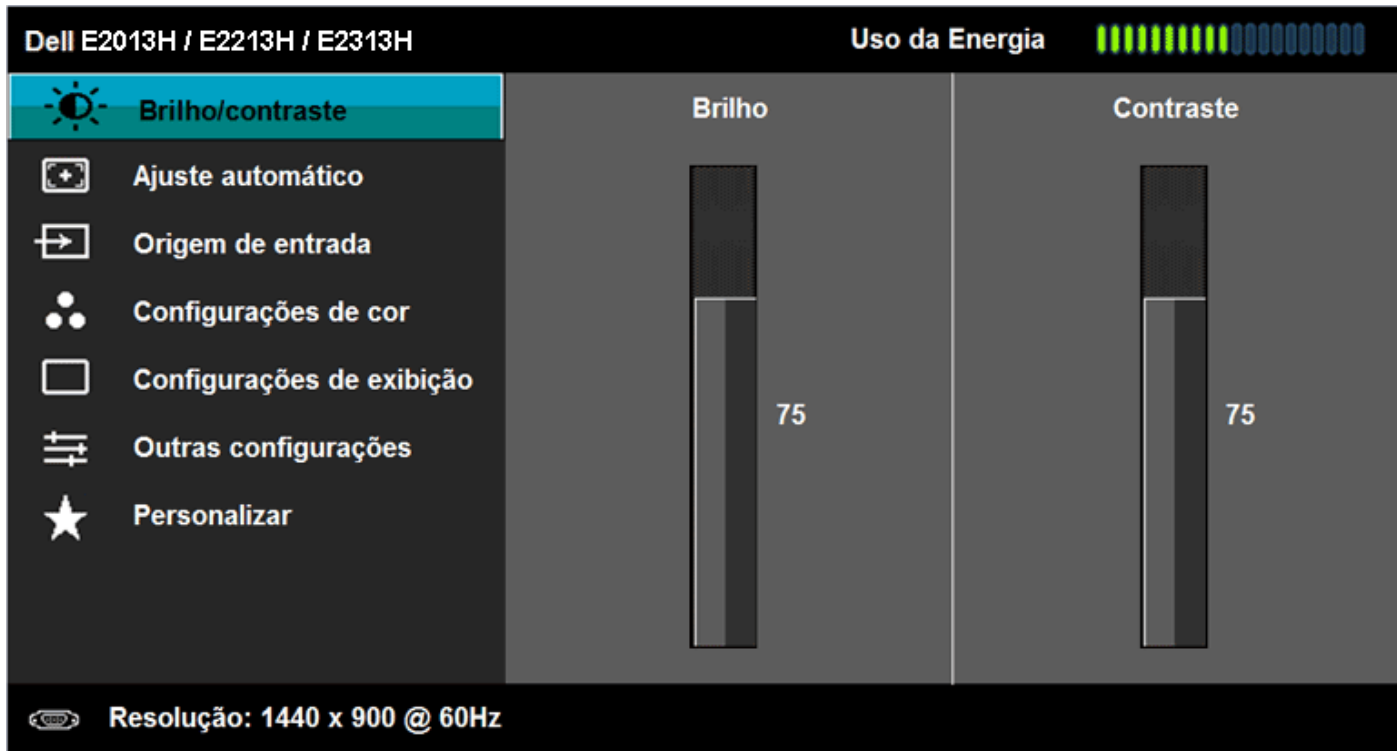 Dell E2013H / E2213H / E2313H
Uso da Energia
Brilho/contraste
Ajuste automático
Origem de entrada
Configurações de cor
Configurações de exibição
Outras configurações
Personalizar
Brilho
75
Contraste
75
Resolução: 1440 x 900 @ 60Hz